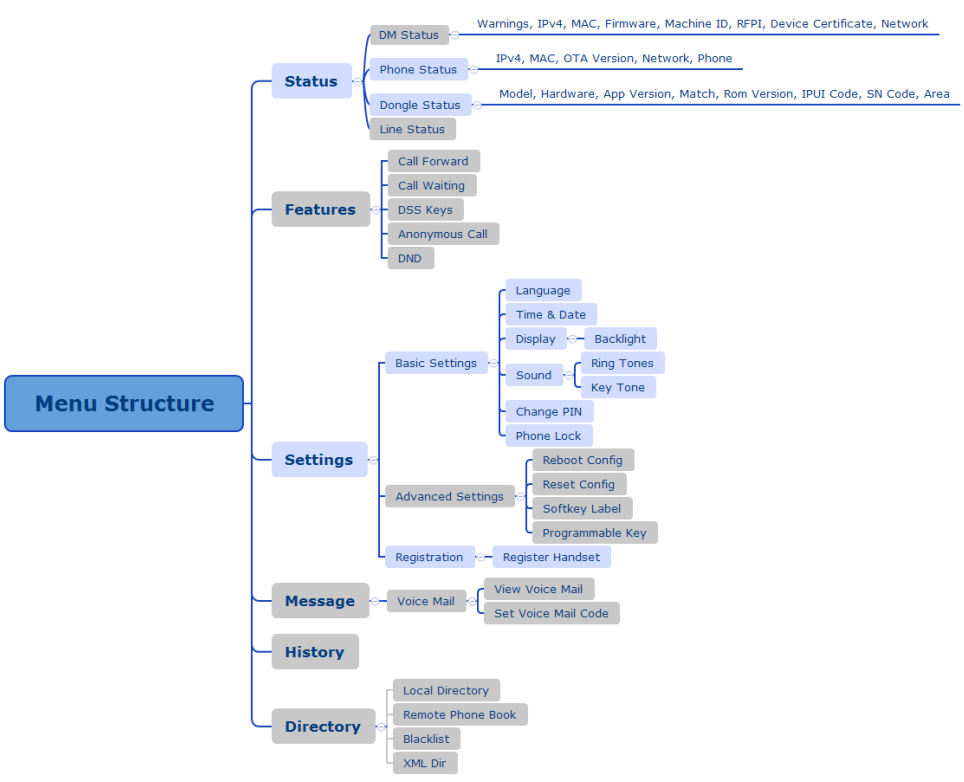 Menu Structure
Status
DM Status
Warnings, IPv4, MAC, Firmware, Machine ID, RFPI, Device Certificate, Network
Phone Status
IPv4, MAC, OTA Version, Network, Phone
Dongle Status
Model, Hardware, App Version, Match, Rom Version, IPUI Code, SN Code, Area
Line Status
Features
Call Forward
Call Waiting
DSS Keys
Anonymous Call
DND
Settings
Basic Settings
Language
Time & Date
Display
Backlight
Sound
Ring Tones
Key Tone
Change PIN
Phone Lock
Advanced Settings
Reboot Config
Reset Config
Softkey Label
Programmable Key
Registration
Register Handset
Message
Voice Mail
View Voice Mail
Set Voice Mail Code
History
Directory
Local Directory
Remote Phone Book
Blacklist
XML Dir